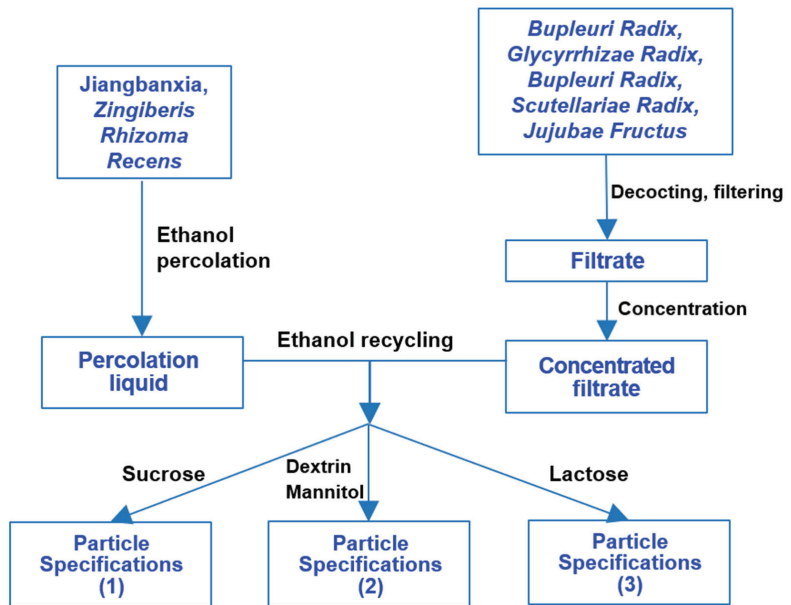 Bupleuri Radix,
Glycyrrhizae Radix,
Bupleuri Radix,
Scutellariae Radix,
Jujubae Fructus
Jiangbanxia,
Zingiberis
Rhizoma
Recens
Decocting, filtering
Ethanol
percolation
Filtrate
Concentration
Ethanol recycling
Percolation
liquid
Concentrated
filtrate
Sucrose
Dextrin
Mannitol
Lactose
Particle
Specifications
(1)
Particle
Specifications
(2)
Particle
Specifications
(3)